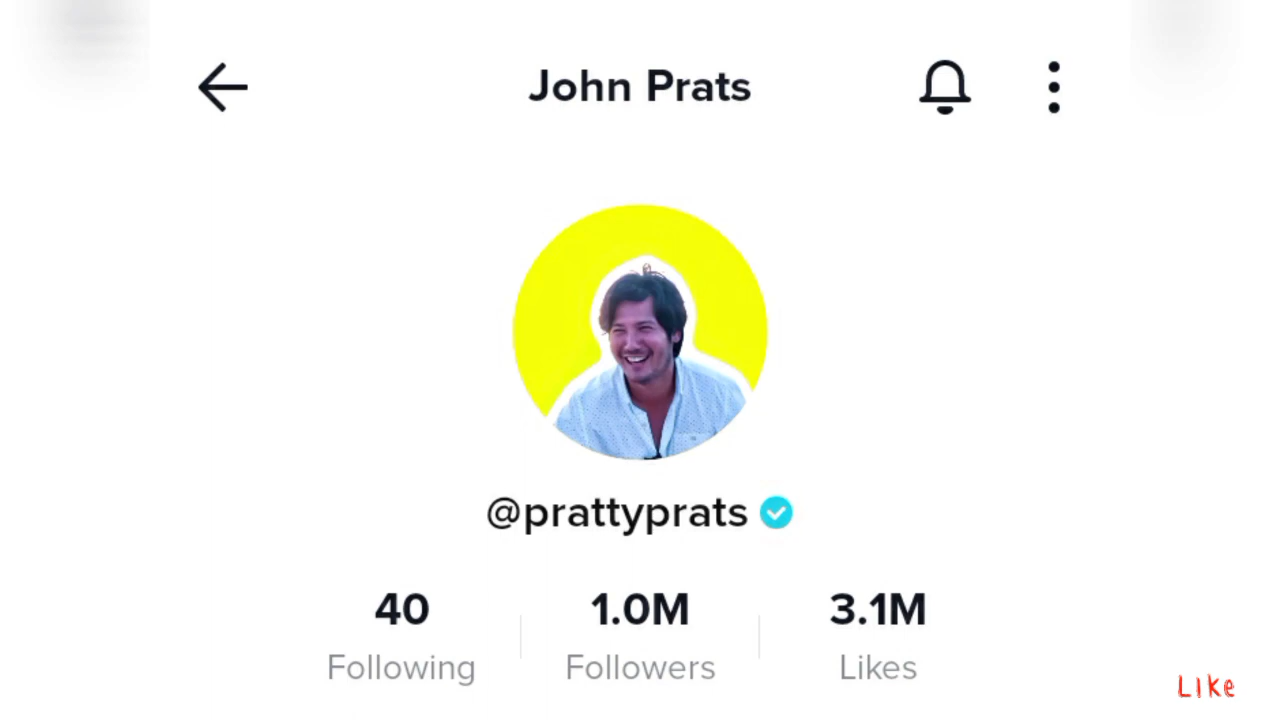 John Prats
@prattyprats
40 1.0M 3.1M
Following Followers Likes
LIKe